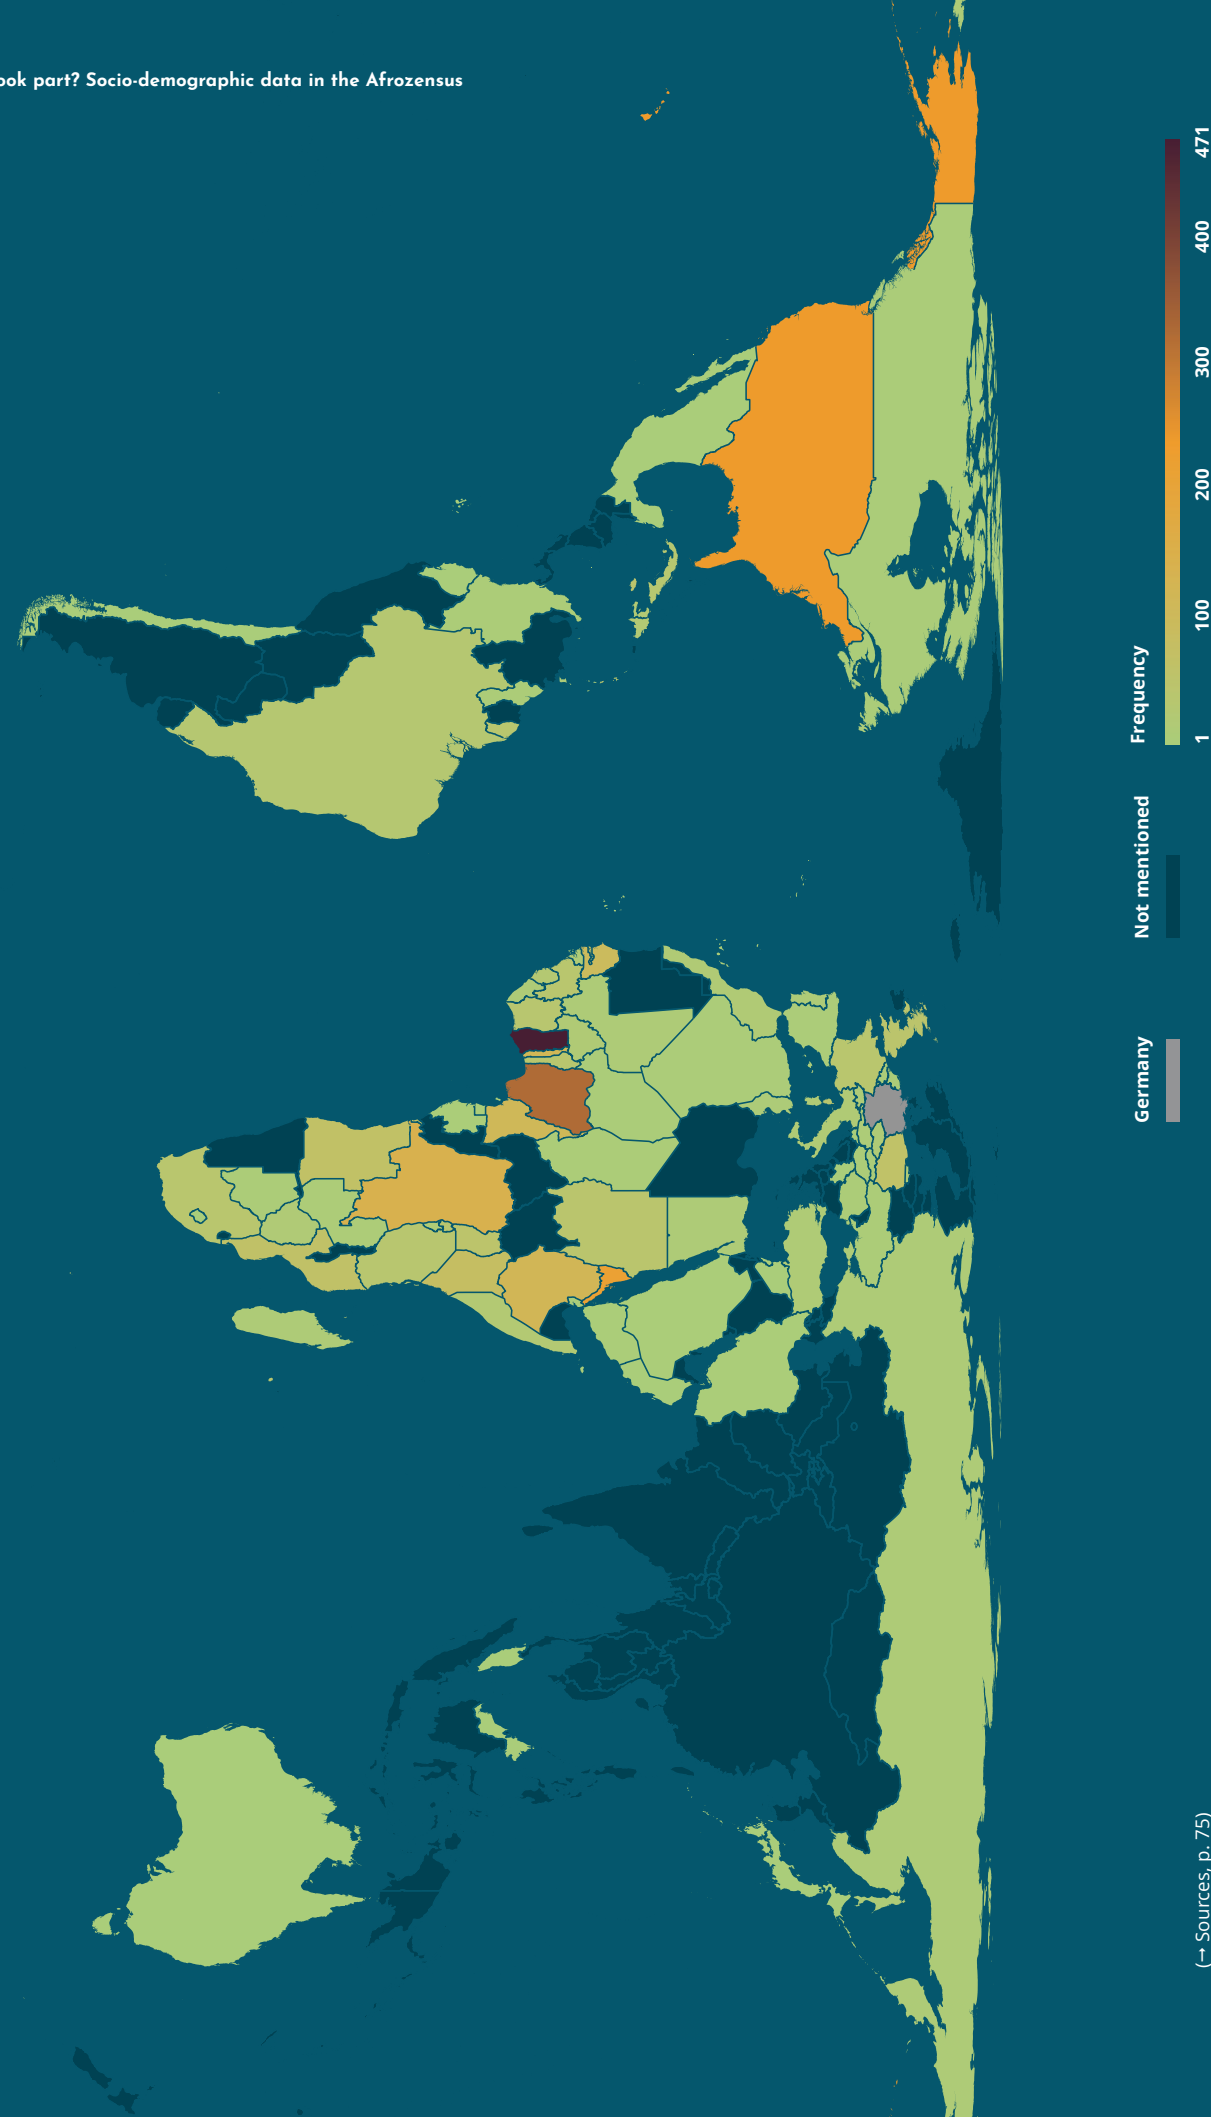 ook part? Socio-demographic data in the Afrozensus
Frequency
1
100
200
300
400
471
Not mentioned
Germany
(→ Sources, p. 75)